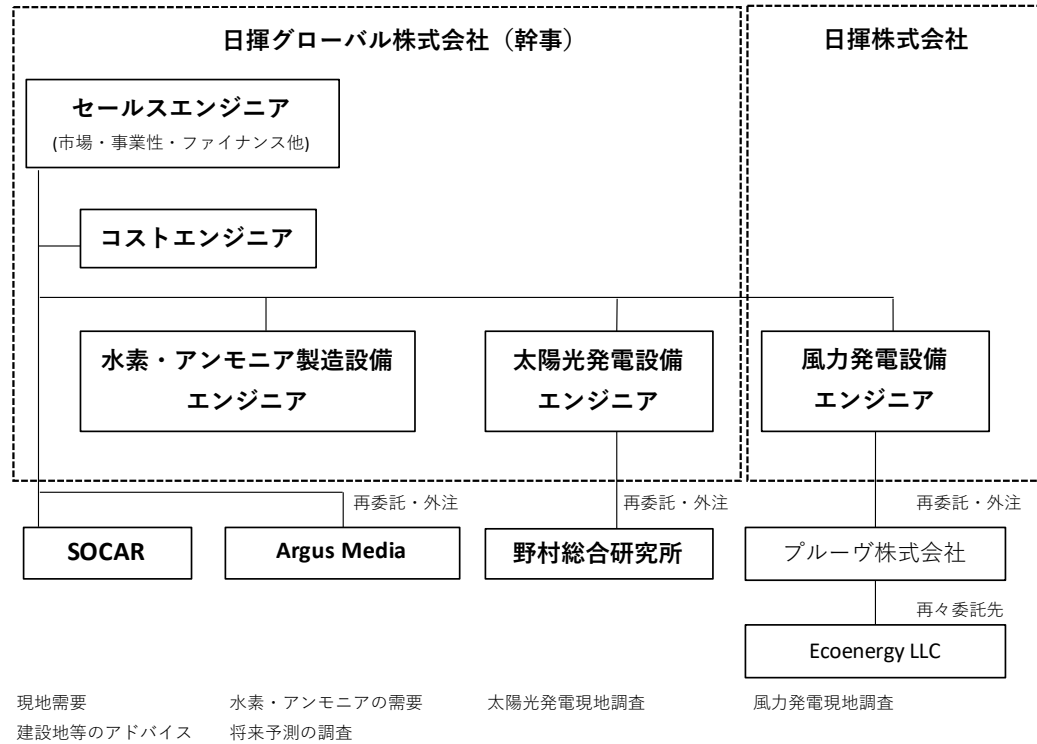 日揮グローバル株式会社（幹事）
日揮株式会社
セールスエンジニア
(市場・事業性・ファイナンス他)
コストエンジニア
水素・アンモニア製造設備
エンジニア
太陽光発電設備
エンジニア
風力発電設備
エンジニア
再委託・外注
再委託・外注
再委託・外注
SOCAR
Argus Media
野村総合研究所
プルーヴ株式会社
再々委託先
Ecoenergy LLC
現地需要
建設地等のアドバイス
水素・アンモニアの需要
将来予測の調査
太陽光発電現地調査
風力発電現地調査